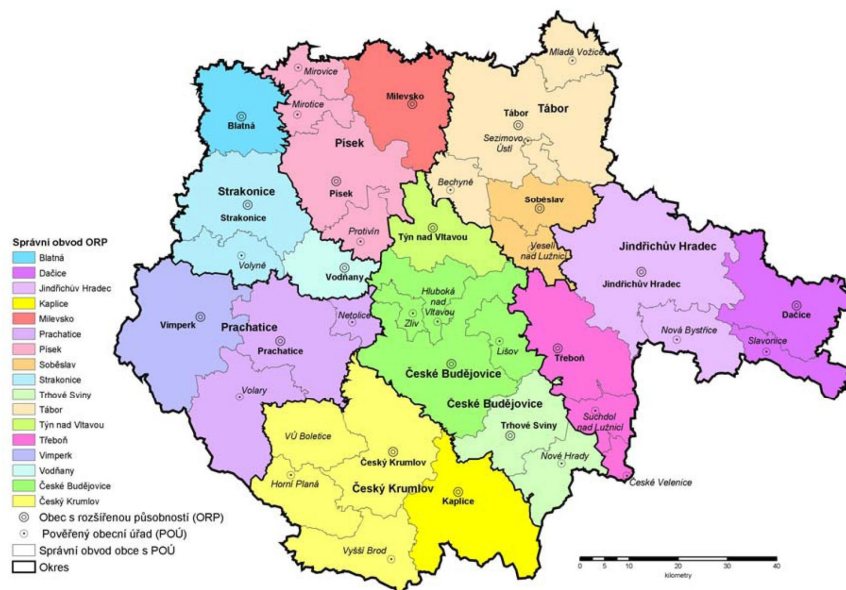 Mladá Vožice
Mirovice
Mirotice
Milevsko
Blatná
Tábor
Tábor
Sezimovo
Ústí
Písek
Písek
Bechyně
Strakonice
Strakonice
Soběslav
Protivín
Týn nad Vltavou
Veselí
nad Lužnicí
Jindřichův Hradec
Jindřichův Hradec
Volyně
Vodňany
Hluboká
nad
Vltavou
Zliv
Dačice
Vimperk
Prachatice
Prachatice
Netolice
Lišov
Třeboň
Nová Bystřice
Slavonice
České Budějovice
České Budějovice
Volary
Suchdol
nad Lužnicí
Trhové Sviny
VÚ Boletice
Český Krumlov
Český Krumlov
Nové Hrady
České Velenice
Horní Planá
Kaplice
Vyšší Brod
Správní obvod ORP
Blatná
Dačice
Jindřichův Hradec
Kaplice
Milevsko
Prachatice
Písek
Soběslav
Strakonice
Trhové Sviny
Tábor
Týn nad Vltavou
Třeboň
Vimperk
Vodňany
České Budějovice
Český Krumlov
Obec s rozšířenou působností (ORP)
Pověřený obecní úřad (POÚ)
Správní obvod obce s POÚ
Okres
0 10 20 30 40
kilometry